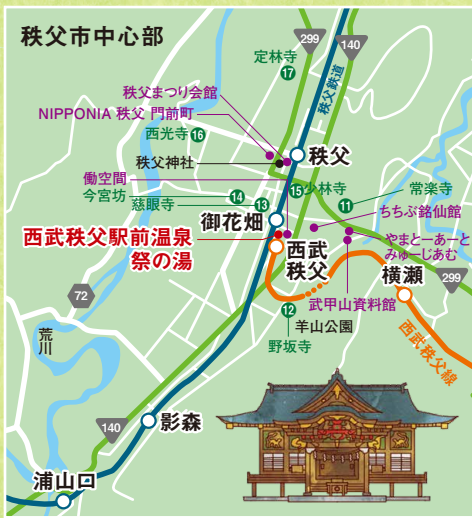 秩父市中心部
299
140
定林寺
17
秩父鉄道
秩父まつり会館
NIPPONIA 秩父 門前町
西光寺
16
秩父神社
秩父
働空間
今宮坊
14
慈眼寺
13
15
少林寺
11
常楽寺
御花畑
ちちぶ銘仙館
西武秩父駅前温泉
祭の湯
西武
秩父
やまとーあーと
みゅーじあむ
横瀬
299
72
武甲山資料館
12
羊山公園
野坂寺
西武秩父線
荒川
140
影森
浦山口